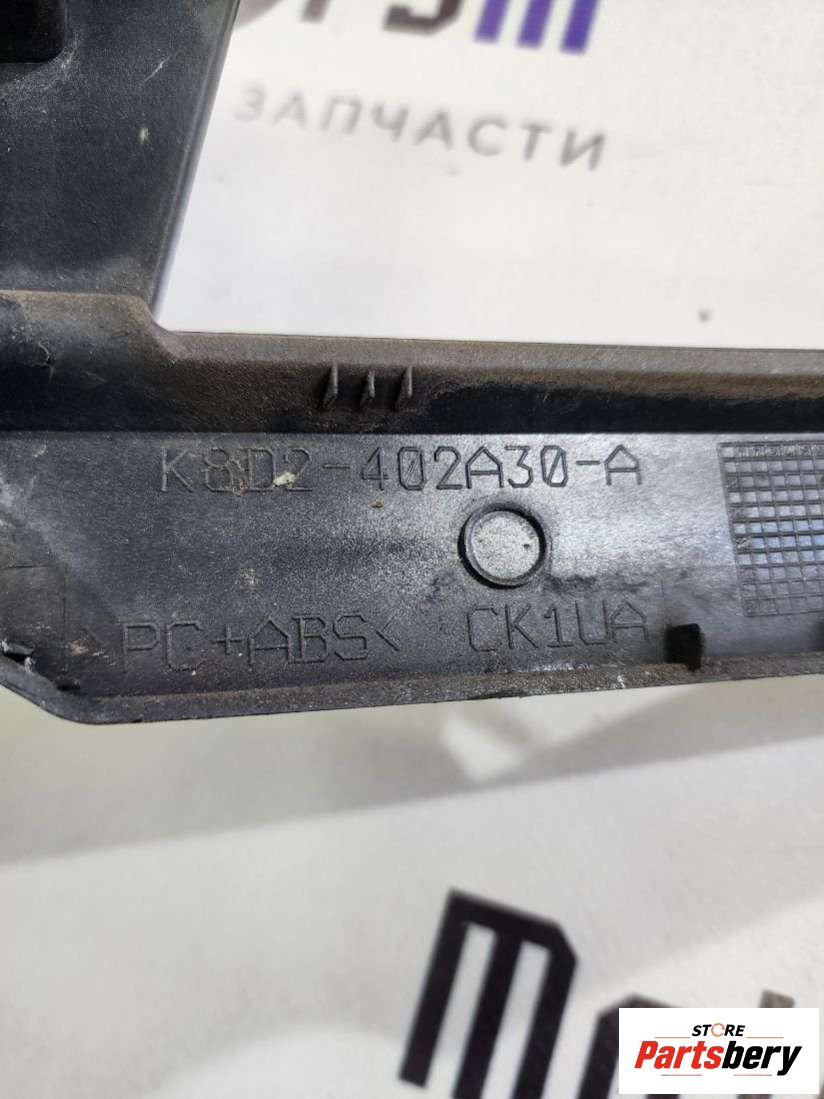 ЗАПЧАСТИ
K8D2-402A30-A
>PC+ABS< CK1UA
STORE
Partsbery